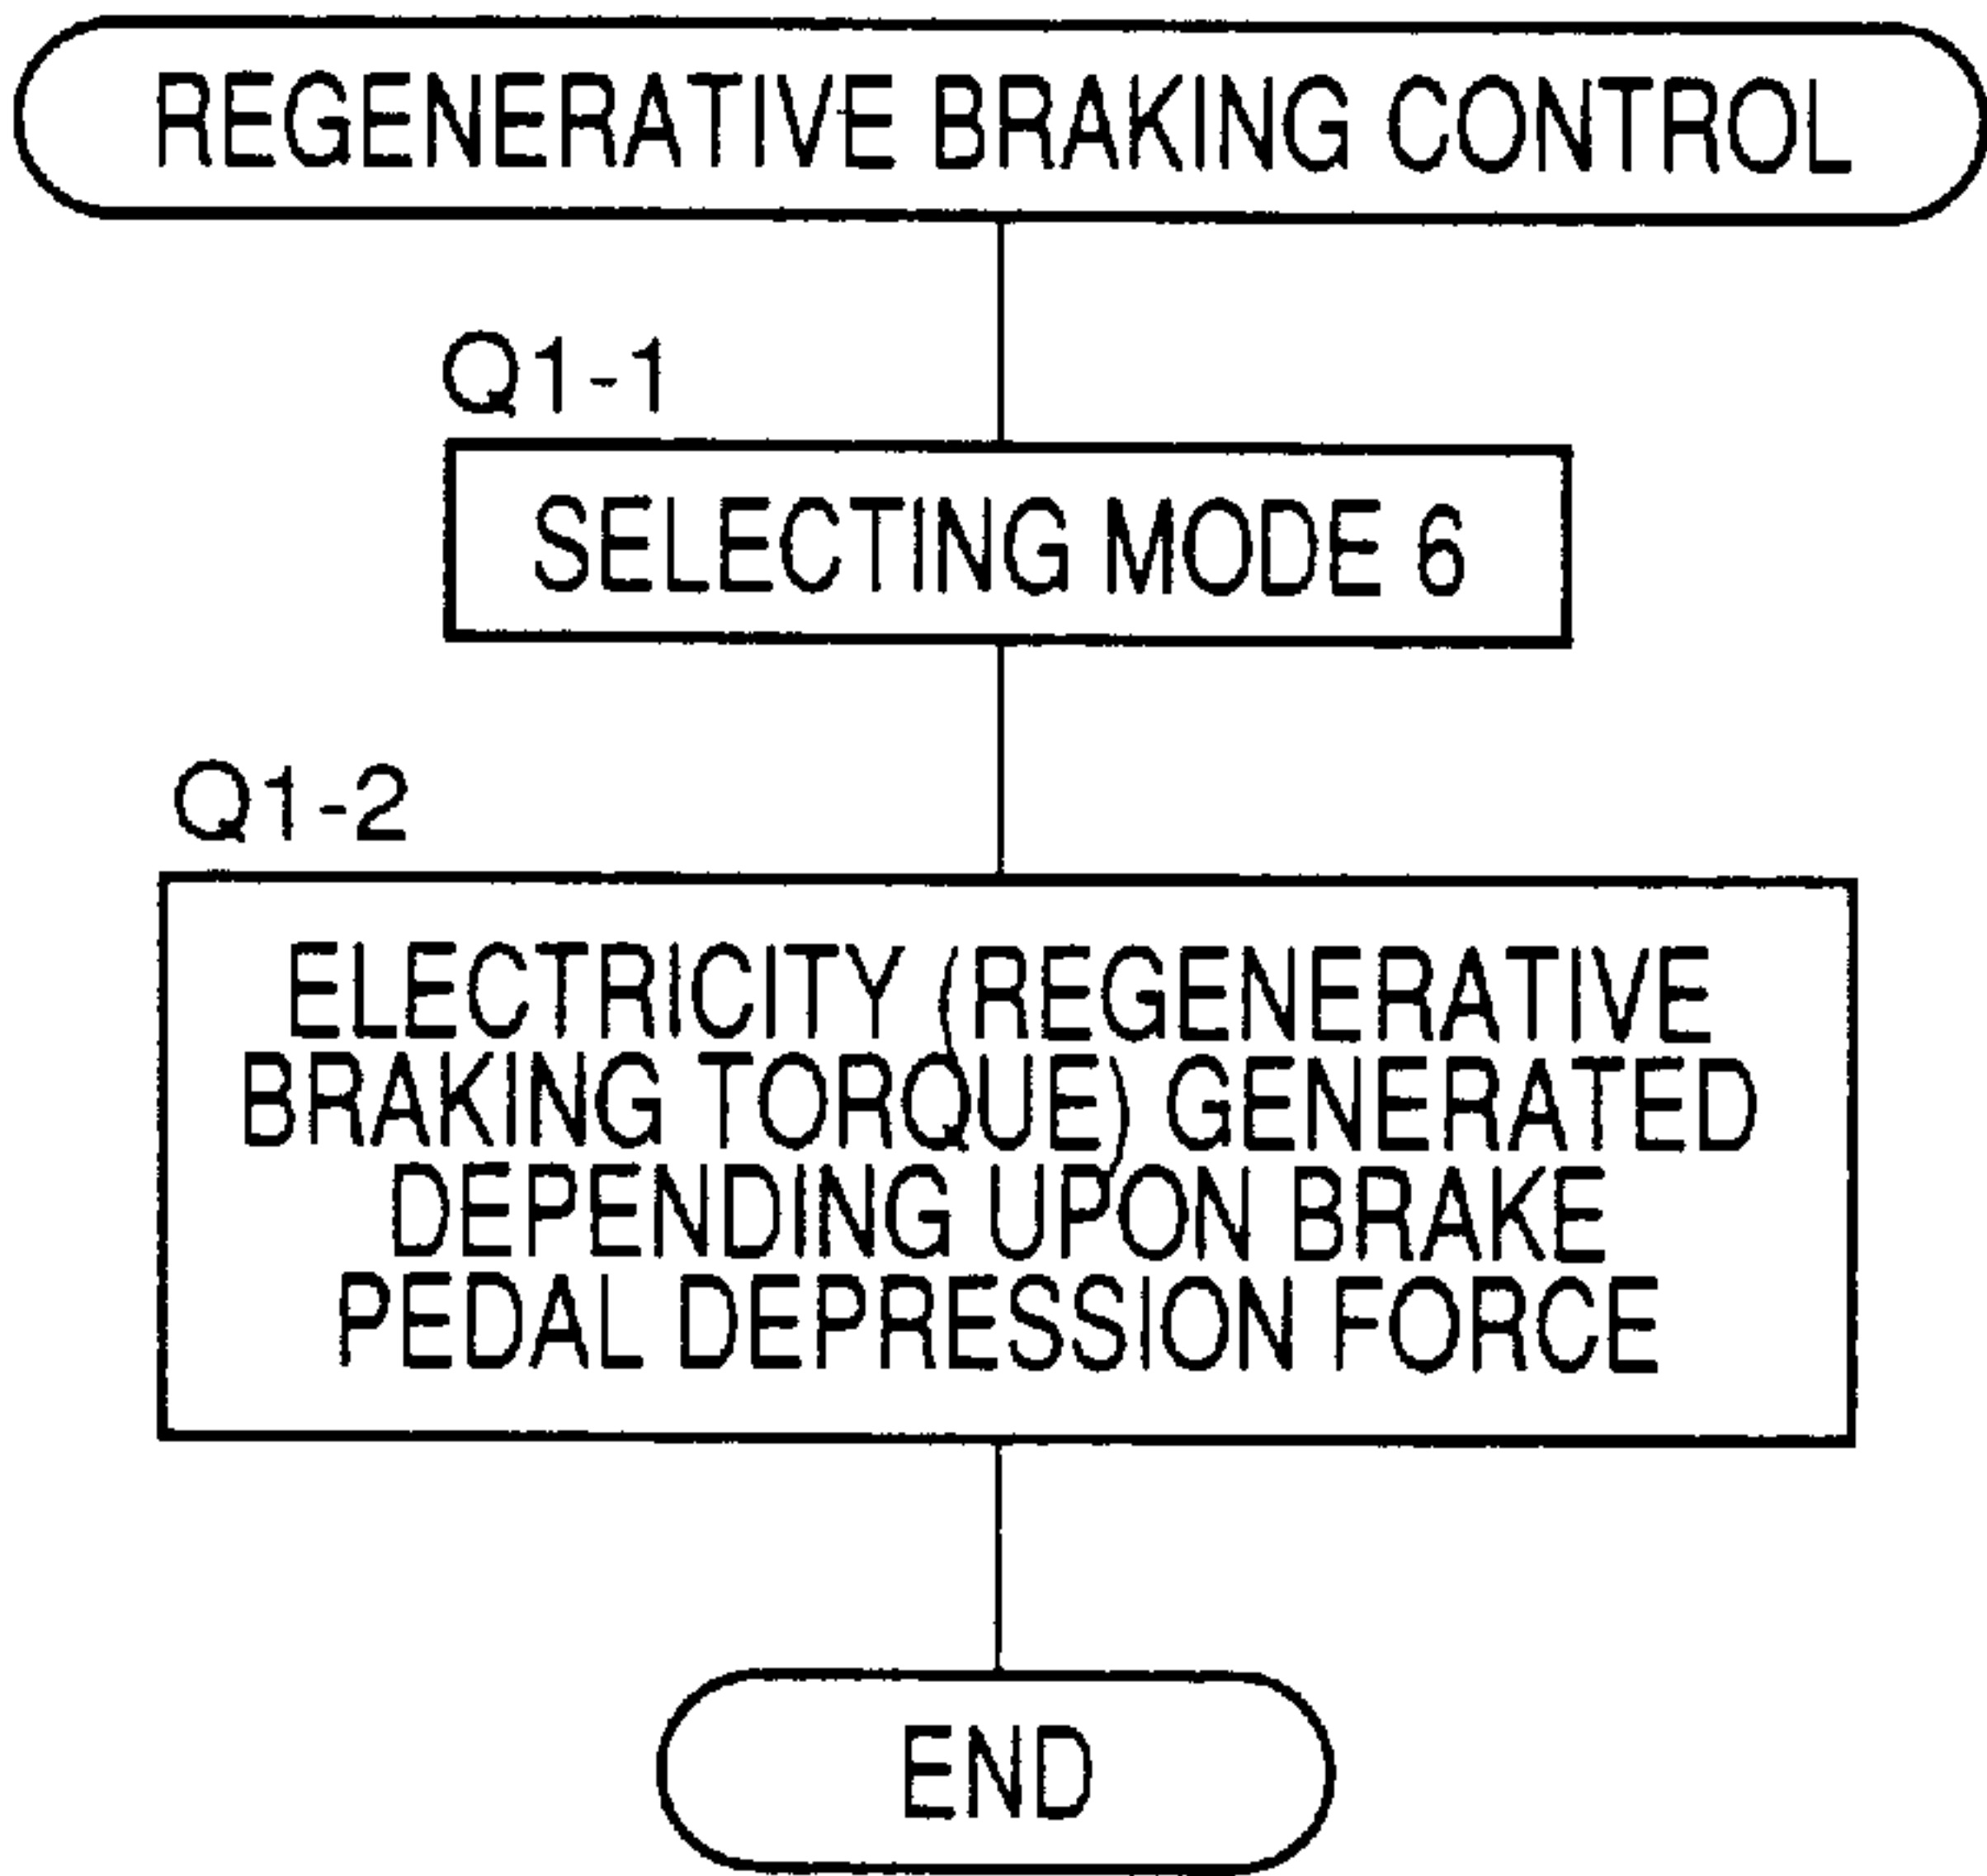 REGENERATIVE BRAKING CONTROL
Q1-1
SELECTING MODE 6
Q1-2
ELECTRICITY (REGENERATIVE
BRAKING TORQUE) GENERATED
DEPENDING UPON BRAKE
PEDAL DEPRESSION FORCE
END